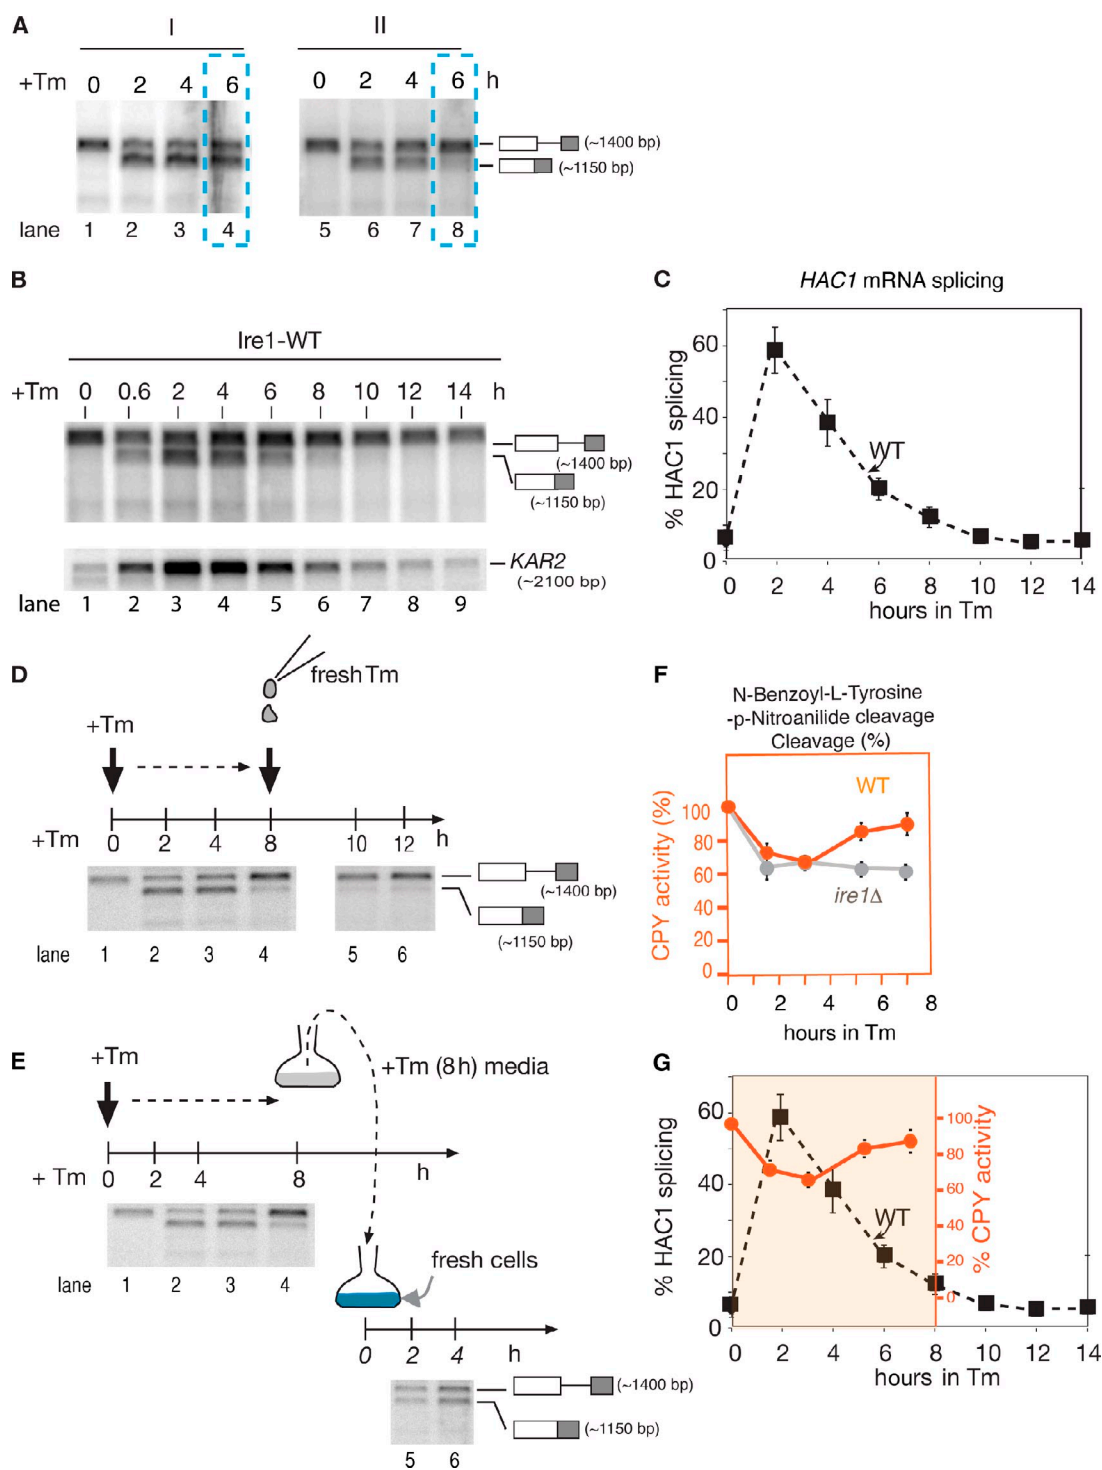 A
I
II
+Tm 0 2 4 6 0 2 4 6 h
(~1400 bp)
(~1150 bp)
lane 1 2 3 4 5 6 7 8
B
Ire1-WT
+Tm 0 0.6 2 4 6 8 10 12 14 h
(~1400 bp)
(~1150 bp)
KAR2
(~2100 bp)
lane 1 2 3 4 5 6 7 8 9
C
HAC1 mRNA splicing
% HAC1 splicing
60
40
20
0
WT
0 2 4 6 8 10 12 14
hours in Tm
D
fresh Tm
+Tm
+Tm 0 2 4 8 10 12 h
(~1400 bp)
(~1150 bp)
lane 1 2 3 4 5 6
F
N-Benzoyl-L-Tyrosine
-p-Nitroanilide cleavage
Cleavage (%)
CPY activity (%)
100
80
60
40
20
0
WT
ire1Δ
0 2 4 6 8
hours in Tm
E
+Tm
+Tm (8h) media
+ Tm 0 2 4 8 h
lane 1 2 3 4
fresh cells
0 2 4 h
(~1400 bp)
(~1150 bp)
5 6
G
% HAC1 splicing
60
40
20
0
WT
% CPY activity
100
80
60
40
20
0
0 2 4 6 8 10 12 14
hours in Tm